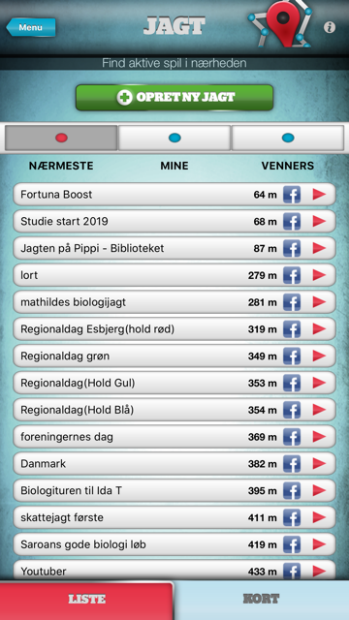 Menu
JAGT
i
Find aktive spil i nærheden
OPRET NY JAGT
NÆRMESTE MINE VENNERS
Fortuna Boost 64 m f
Studie start 2019 68 m f
Jagten på Pippi - Biblioteket 87 m f
lort 279 m f
mathildes biologijagt 281 m f
Regionaldag Esbjerg(hold rød) 319 m f
Regionaldag grøn 349 m f
Regionaldag(Hold Gul) 353 m f
Regionaldag(Hold Blå) 354 m f
foreningernes dag 369 m f
Danmark 382 m f
Biologituren til Ida T 395 m f
skattejagt første 411 m f
Saroans gode biologi løb 419 m f
Youtuber 433 m f
LISTE KORT